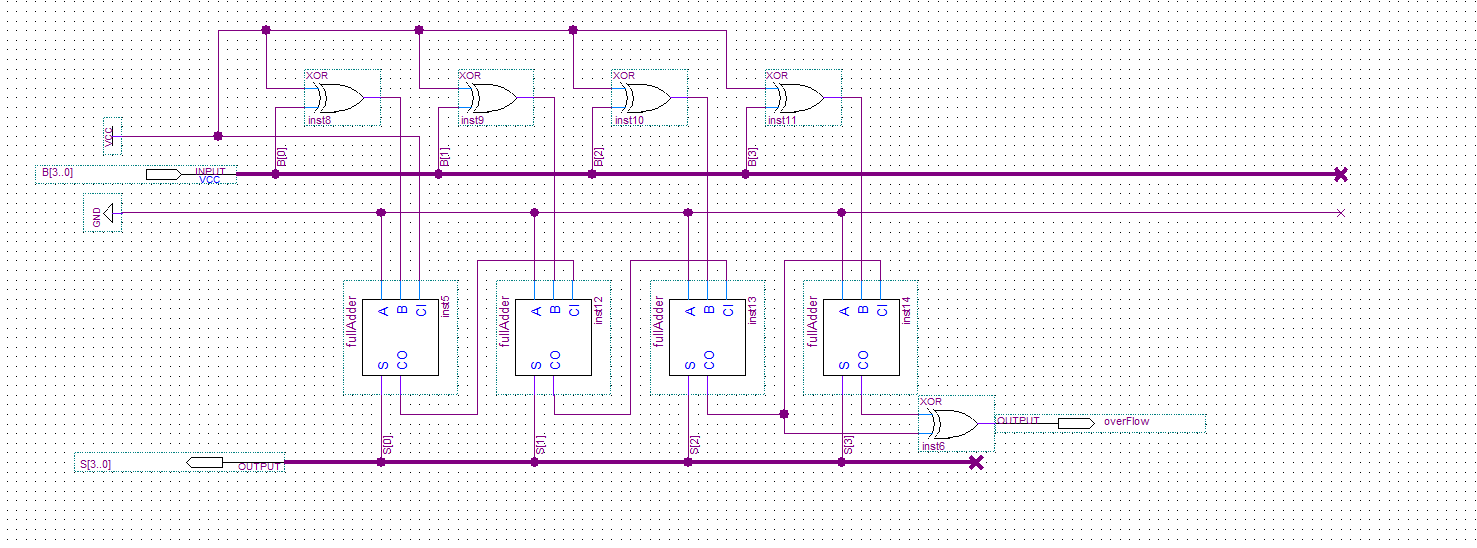 XOR
XOR
XOR
XOR
inst8
inst9
inst10
inst11
VCC
B[0]
B[1]
B[2]
B[3]
B[3..0]
INPUT
VCC
GND
fullAdder
A
B
CI
inst5
S
CO
fullAdder
A
B
CI
inst12
S
CO
fullAdder
A
B
CI
inst13
S
CO
fullAdder
A
B
CI
inst14
S
CO
XOR
inst6
OUTPUT
overFlow
S[0]
S[1]
S[2]
S[3]
S[3..0]
OUTPUT